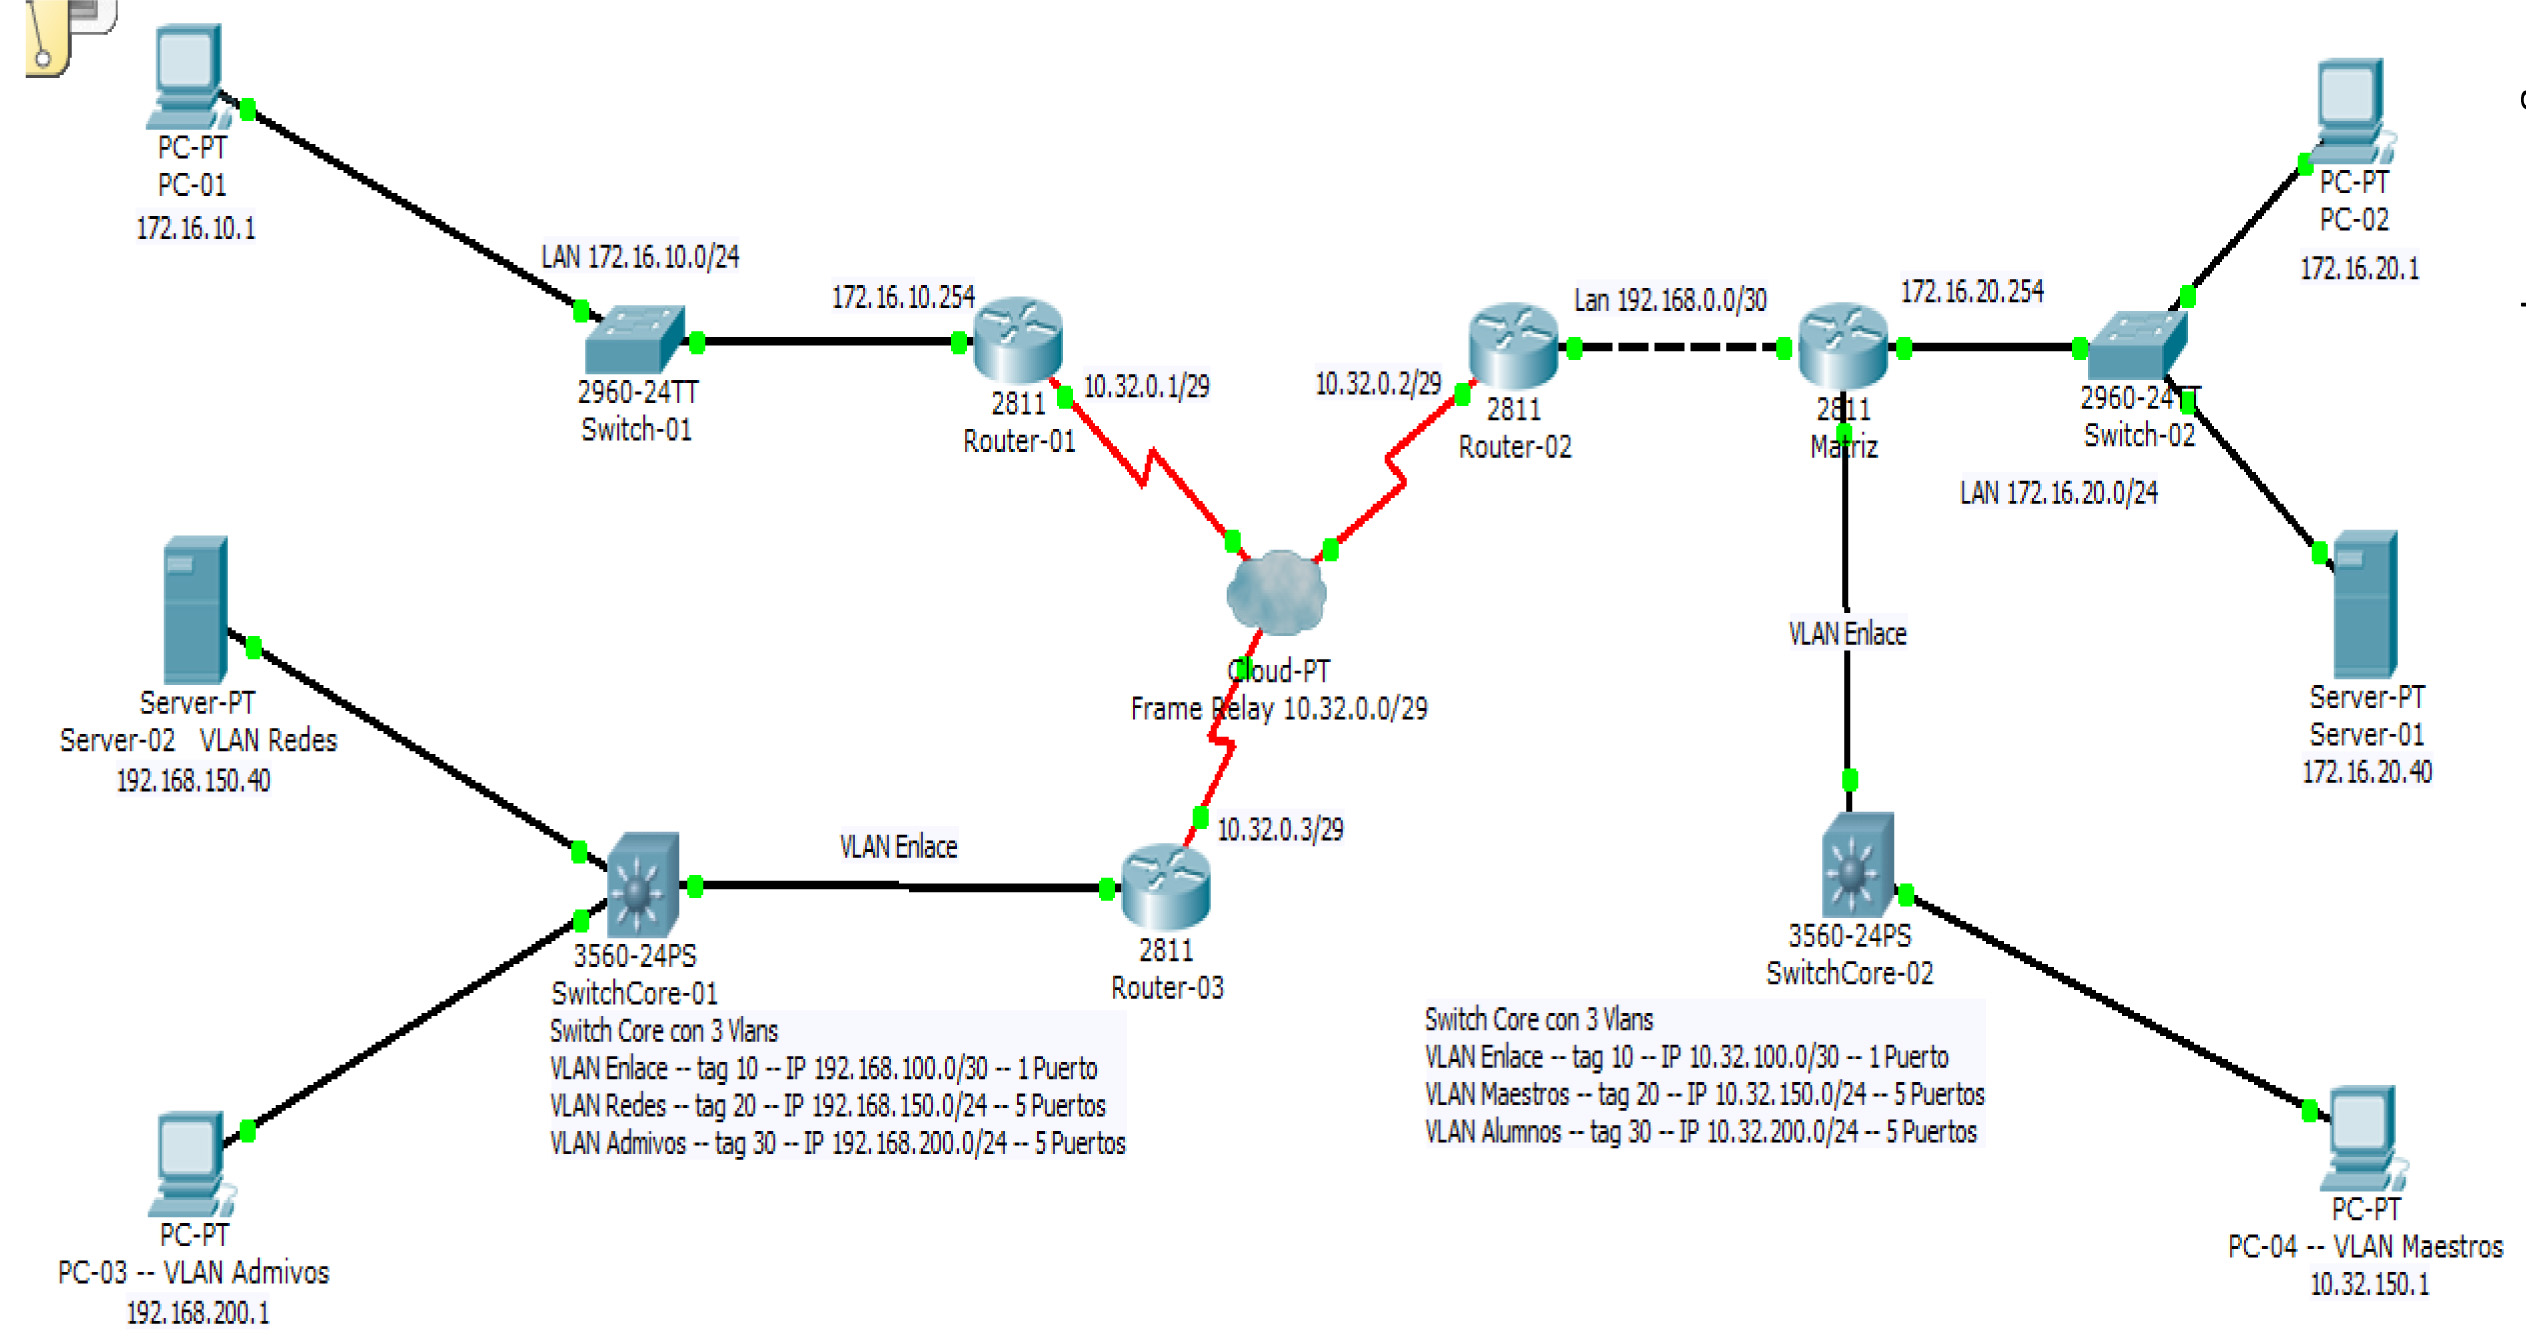 PC-PT
PC-01
172.16.10.1
LAN 172.16.10.0/24
2960-24TT
Switch-01
172.16.10.254
2811
Router-01
10.32.0.1/29
10.32.0.2/29
2811
Router-02
Lan 192.168.0.0/30
2811
Matriz
172.16.20.254
2960-24TT
Switch-02
LAN 172.16.20.0/24
PC-PT
PC-02
172.16.20.1
Server-PT
Server-01
172.16.20.40
VLAN Enlace
Cloud-PT
Frame Relay 10.32.0.0/29
Server-PT
Server-02 VLAN Redes
192.168.150.40
VLAN Enlace
10.32.0.3/29
2811
Router-03
3560-24PS
SwitchCore-01
Switch Core con 3 Vlans
VLAN Enlace -- tag 10 -- IP 192.168.100.0/30 -- 1 Puerto
VLAN Redes -- tag 20 -- IP 192.168.150.0/24 -- 5 Puertos
VLAN Admivos -- tag 30 -- IP 192.168.200.0/24 -- 5 Puertos
3560-24PS
SwitchCore-02
Switch Core con 3 Vlans
VLAN Enlace -- tag 10 -- IP 10.32.100.0/30 -- 1 Puerto
VLAN Maestros -- tag 20 -- IP 10.32.150.0/24 -- 5 Puertos
VLAN Alumnos -- tag 30 -- IP 10.32.200.0/24 -- 5 Puertos
PC-PT
PC-03 -- VLAN Admivos
192.168.200.1
PC-PT
PC-04 -- VLAN Maestros
10.32.150.1